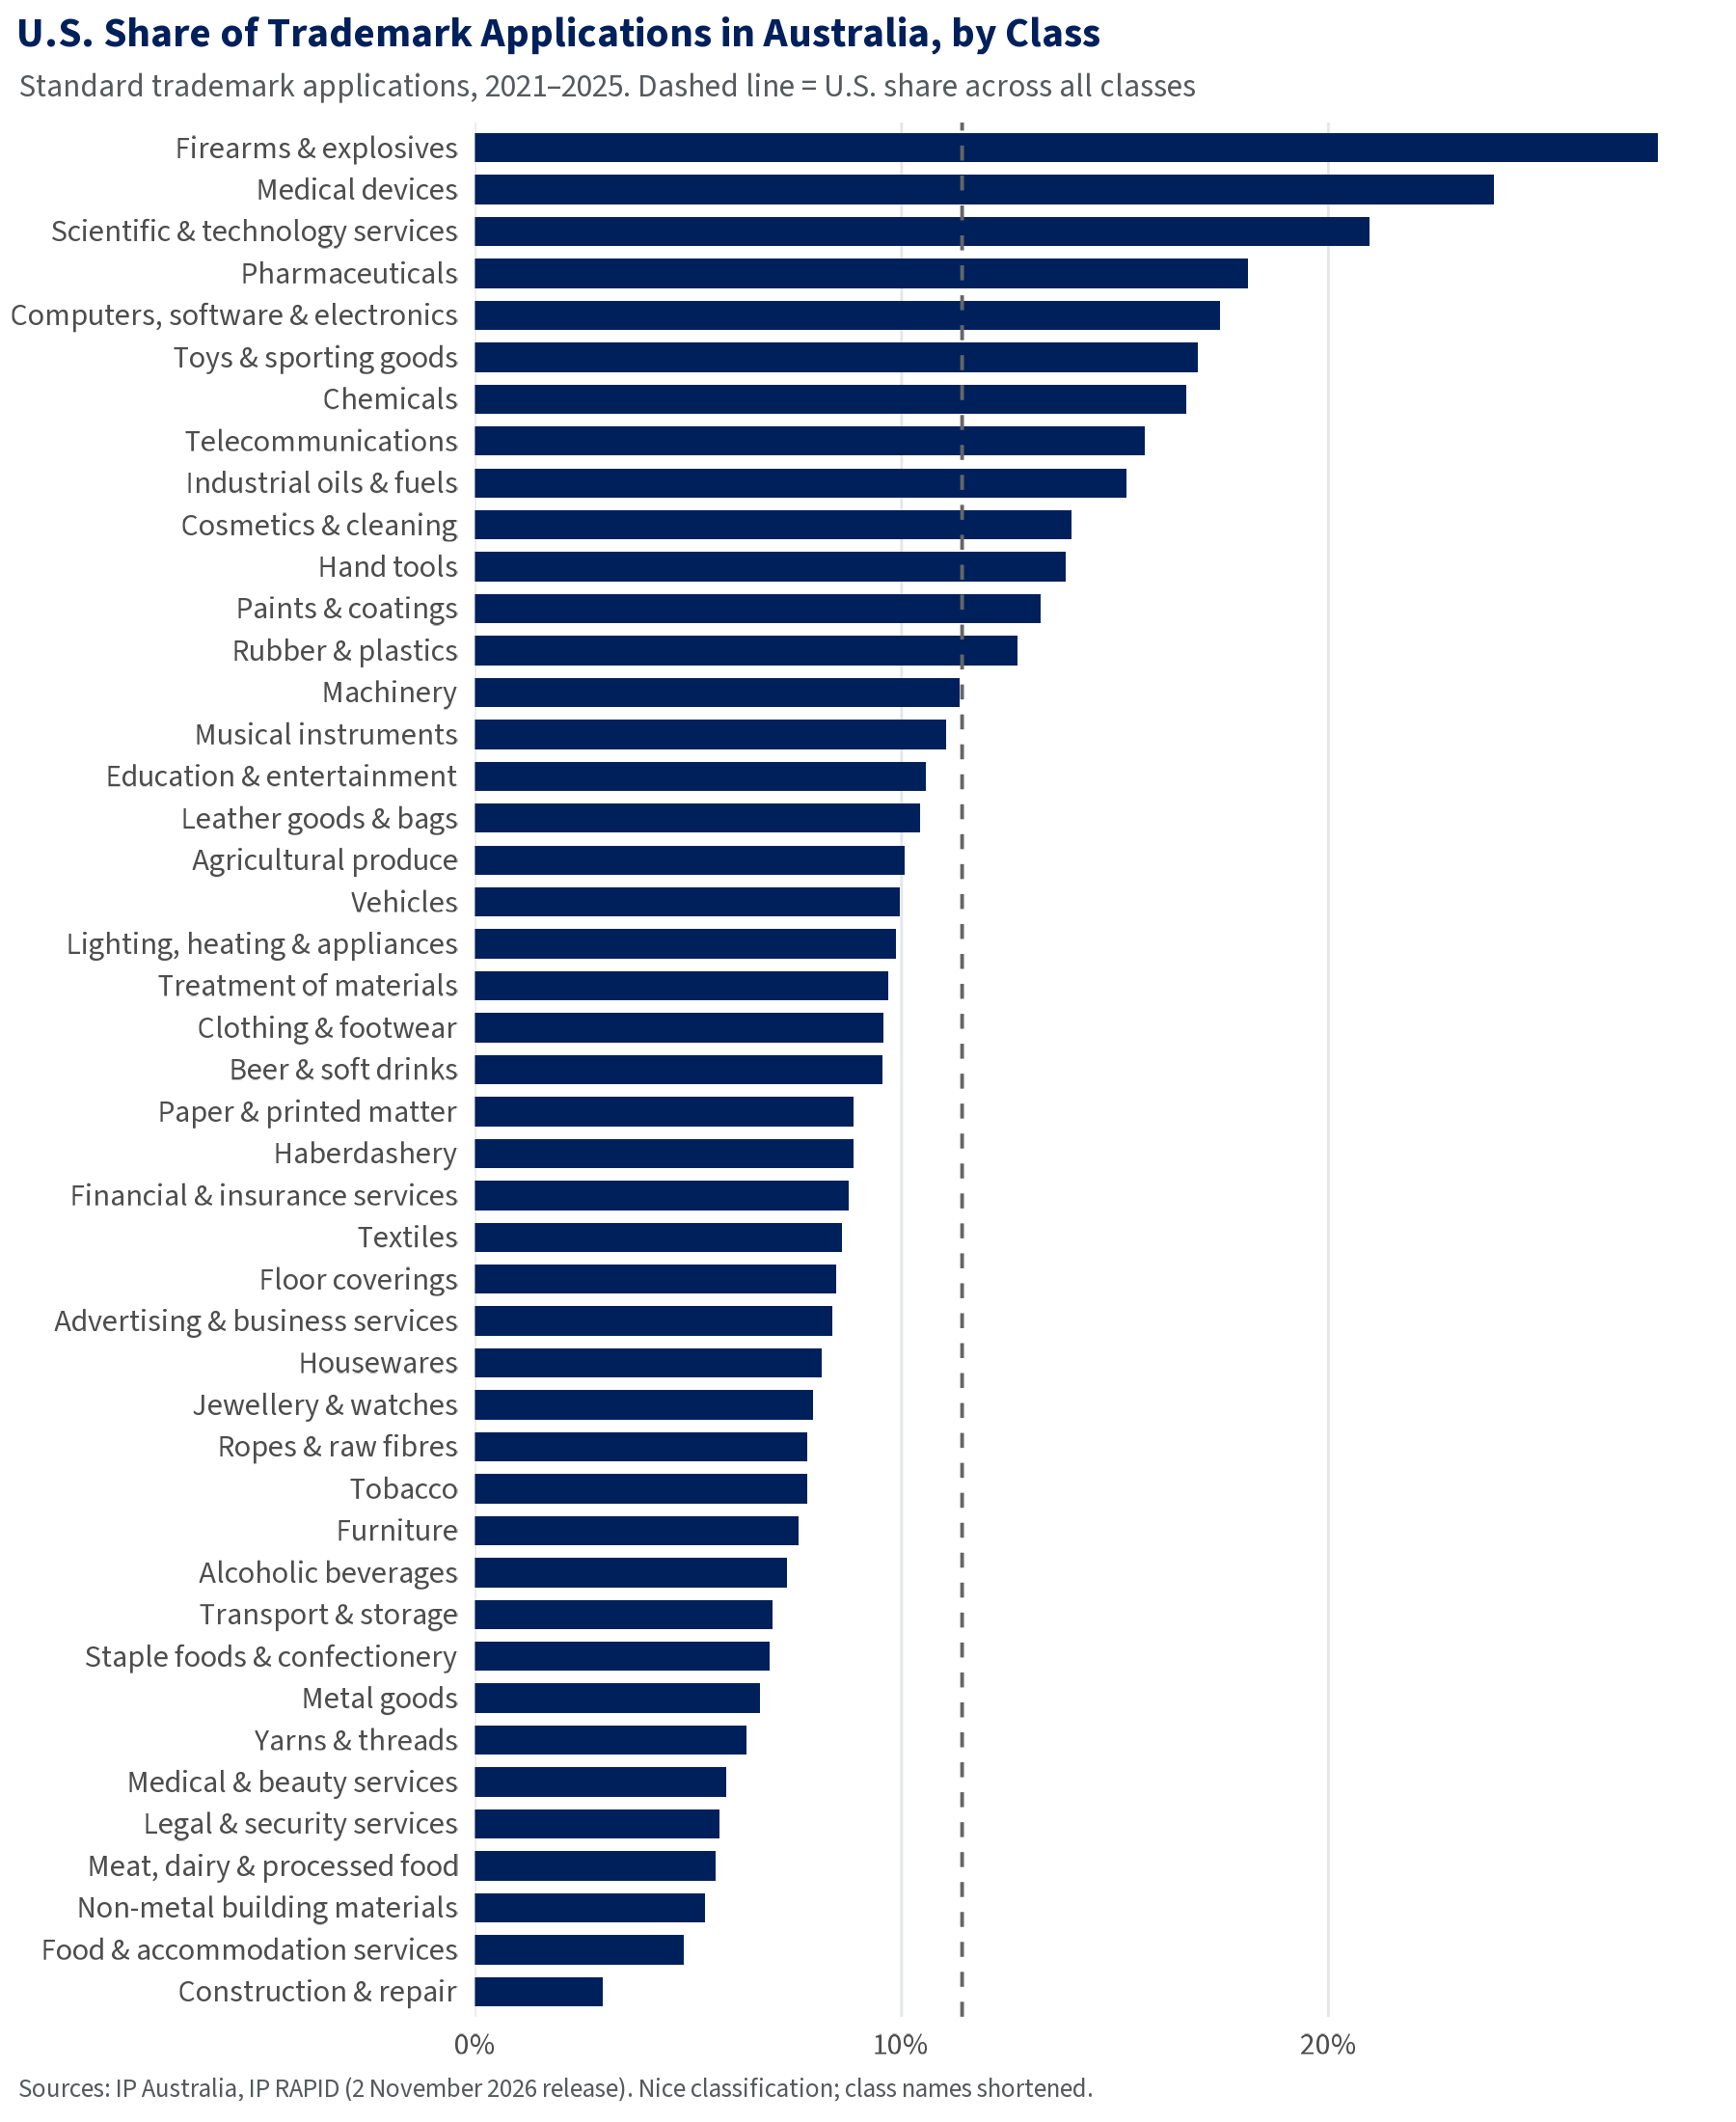 U.S. Share of Trademark Applications in Australia, by Class
Standard trademark applications, 2021–2025. Dashed line = U.S. share across all classes
Firearms & explosives
Medical devices
Scientific & technology services
Pharmaceuticals
Computers, software & electronics
Toys & sporting goods
Chemicals
Telecommunications
Industrial oils & fuels
Cosmetics & cleaning
Hand tools
Paints & coatings
Rubber & plastics
Machinery
Musical instruments
Education & entertainment
Leather goods & bags
Agricultural produce
Vehicles
Lighting, heating & appliances
Treatment of materials
Clothing & footwear
Beer & soft drinks
Paper & printed matter
Haberdashery
Financial & insurance services
Textiles
Floor coverings
Advertising & business services
Housewares
Jewellery & watches
Ropes & raw fibres
Tobacco
Furniture
Alcoholic beverages
Transport & storage
Staple foods & confectionery
Metal goods
Yarns & threads
Medical & beauty services
Legal & security services
Meat, dairy & processed food
Non-metal building materials
Food & accommodation services
Construction & repair
0% 10% 20%
Sources: IP Australia, IP RAPID (2 November 2026 release). Nice classification; class names shortened.